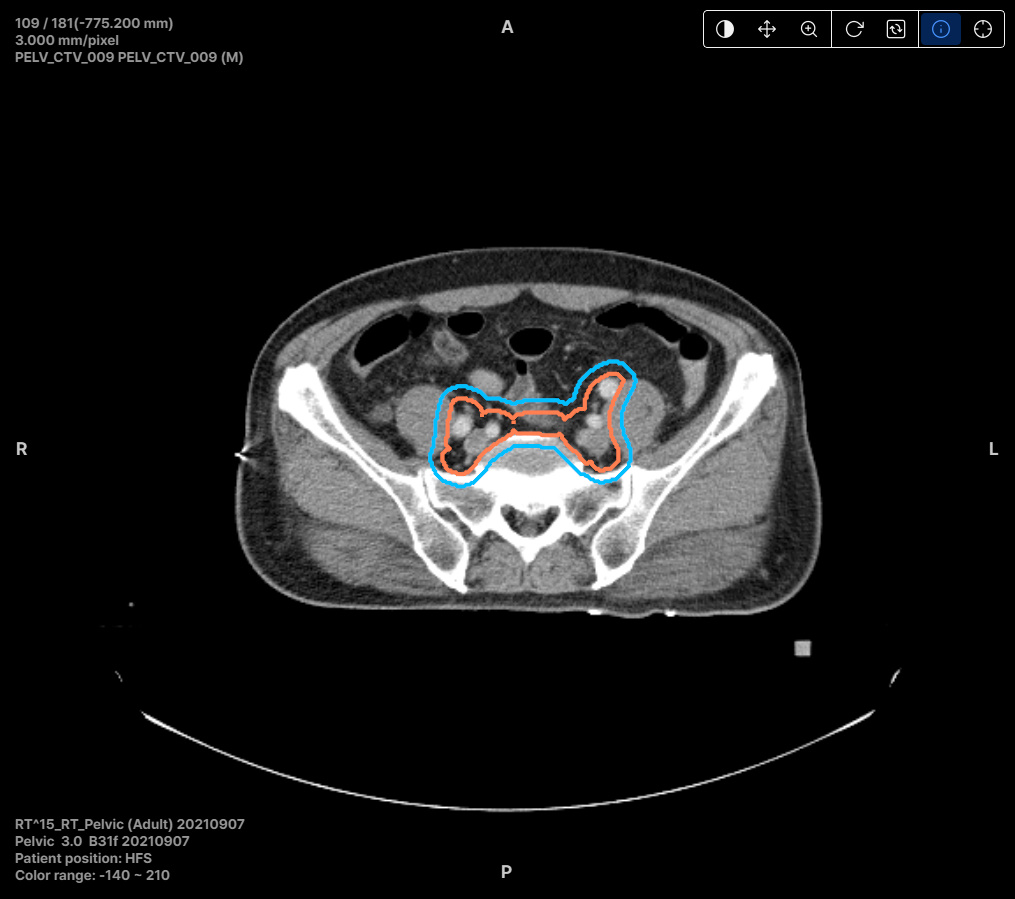 109 / 181(-775.200 mm)
3.000 mm/pixel
PELV_CTV_009 PELV_CTV_009 (M)
A
R
L
RT^15_RT_Pelvic (Adult) 20210907
Pelvic  3.0  B31f 20210907
Patient position: HFS
Color range: -140 ~ 210
P